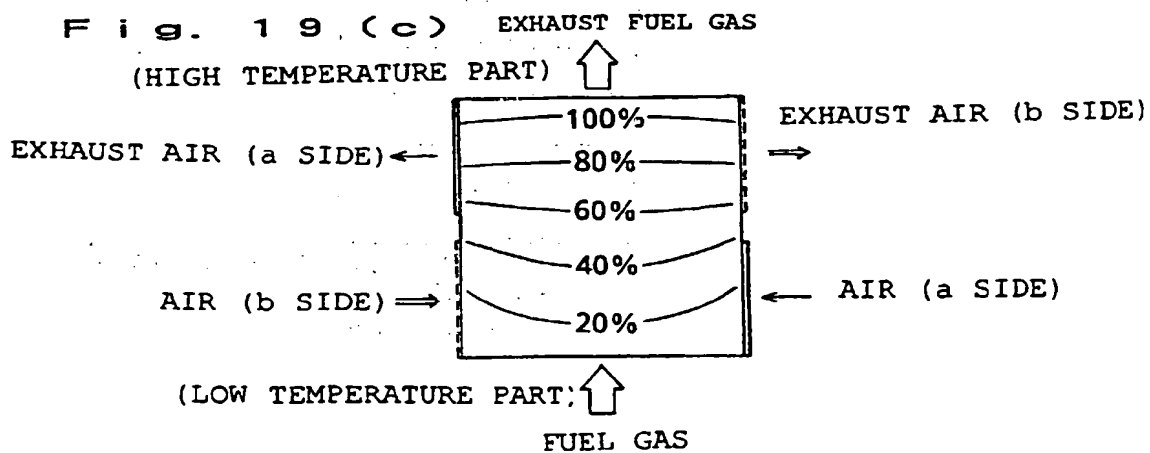 Fig. 19 (c) EXHAUST FUEL GAS
(HIGH TEMPERATURE PART)
100% EXHAUST AIR (b SIDE)
EXHAUST AIR (a SIDE) 80%
60%
40%
AIR (b SIDE) AIR (a SIDE)
20%
(LOW TEMPERATURE PART)
FUEL GAS